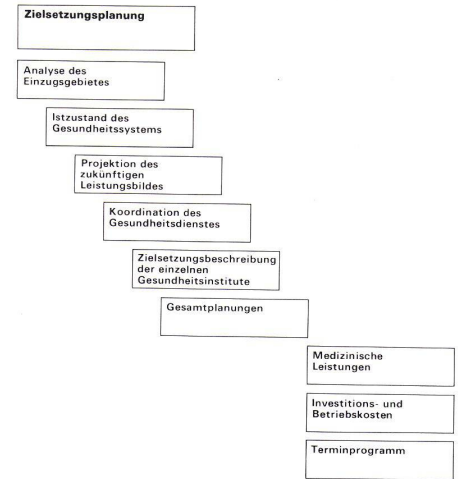 Zielsetzungsplanung
Analyse des
Einzugsgebietes
Istzustand des
Gesundheitssystems
Projektion des
zukünftigen
Leistungsbildes
Koordination des
Gesundheitsdienstes
Zielsetzungsbeschreibung
der einzelnen
Gesundheitsinstitute
Gesamtplanungen
Medizinische
Leistungen
Investitions- und
Betriebskosten
Terminprogramm